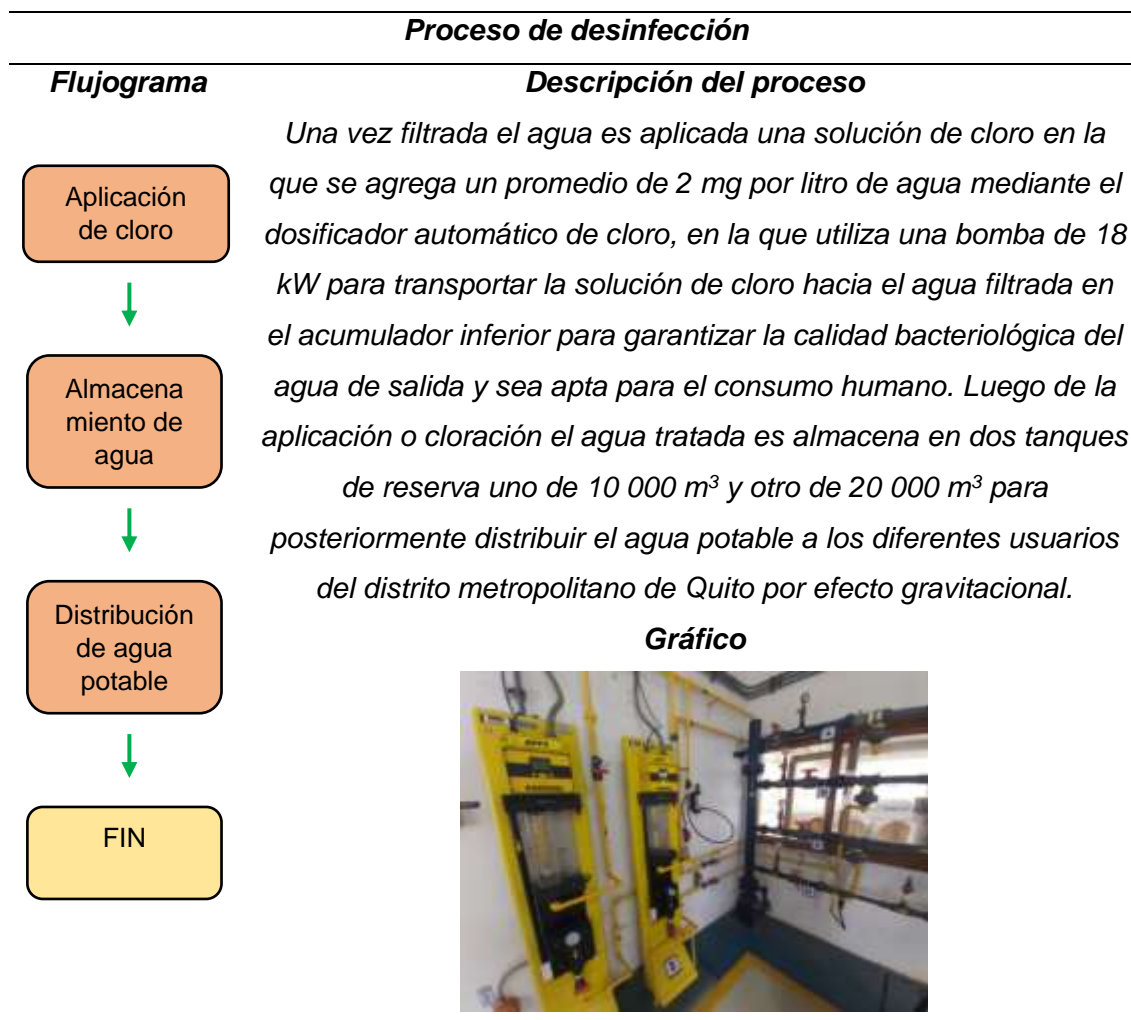 Proceso de desinfección
Flujograma
Descripción del proceso
Aplicación
de cloro
Almacena
miento de
agua
Distribución
de agua
potable
FIN
Una vez filtrada el agua es aplicada una solución de cloro en la
que se agrega un promedio de 2 mg por litro de agua mediante el
dosificador automático de cloro, en la que utiliza una bomba de 18
kW para transportar la solución de cloro hacia el agua filtrada en
el acumulador inferior para garantizar la calidad bacteriológica del
agua de salida y sea apta para el consumo humano. Luego de la
aplicación o cloración el agua tratada es almacena en dos tanques
de reserva uno de 10 000 m³ y otro de 20 000 m³ para
posteriormente distribuir el agua potable a los diferentes usuarios
del distrito metropolitano de Quito por efecto gravitacional.
Gráfico